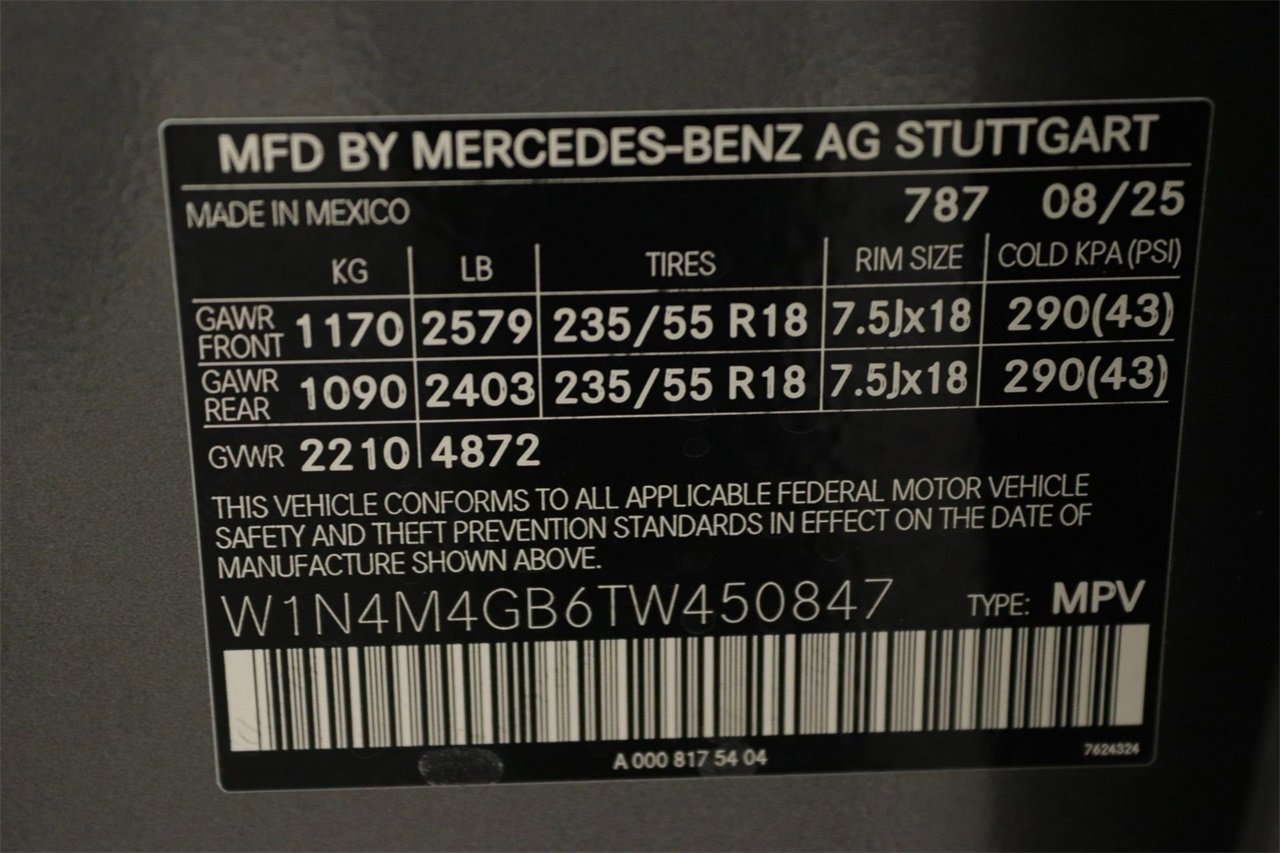 MFD BY MERCEDES-BENZ AG STUTTGART
MADE IN MEXICO 787 08/25
KG LB TIRES RIM SIZE COLD KPA (PSI)
GAWR FRONT 1170 2579 235/55 R18 7.5Jx18 290(43)
GAWR REAR 1090 2403 235/55 R18 7.5Jx18 290(43)
GVWR 2210 4872
THIS VEHICLE CONFORMS TO ALL APPLICABLE FEDERAL MOTOR VEHICLE
SAFETY AND THEFT PREVENTION STANDARDS IN EFFECT ON THE DATE OF
MANUFACTURE SHOWN ABOVE.
W1N4M4GB6TW450847 TYPE: MPV
A 000 817 54 04 7624324